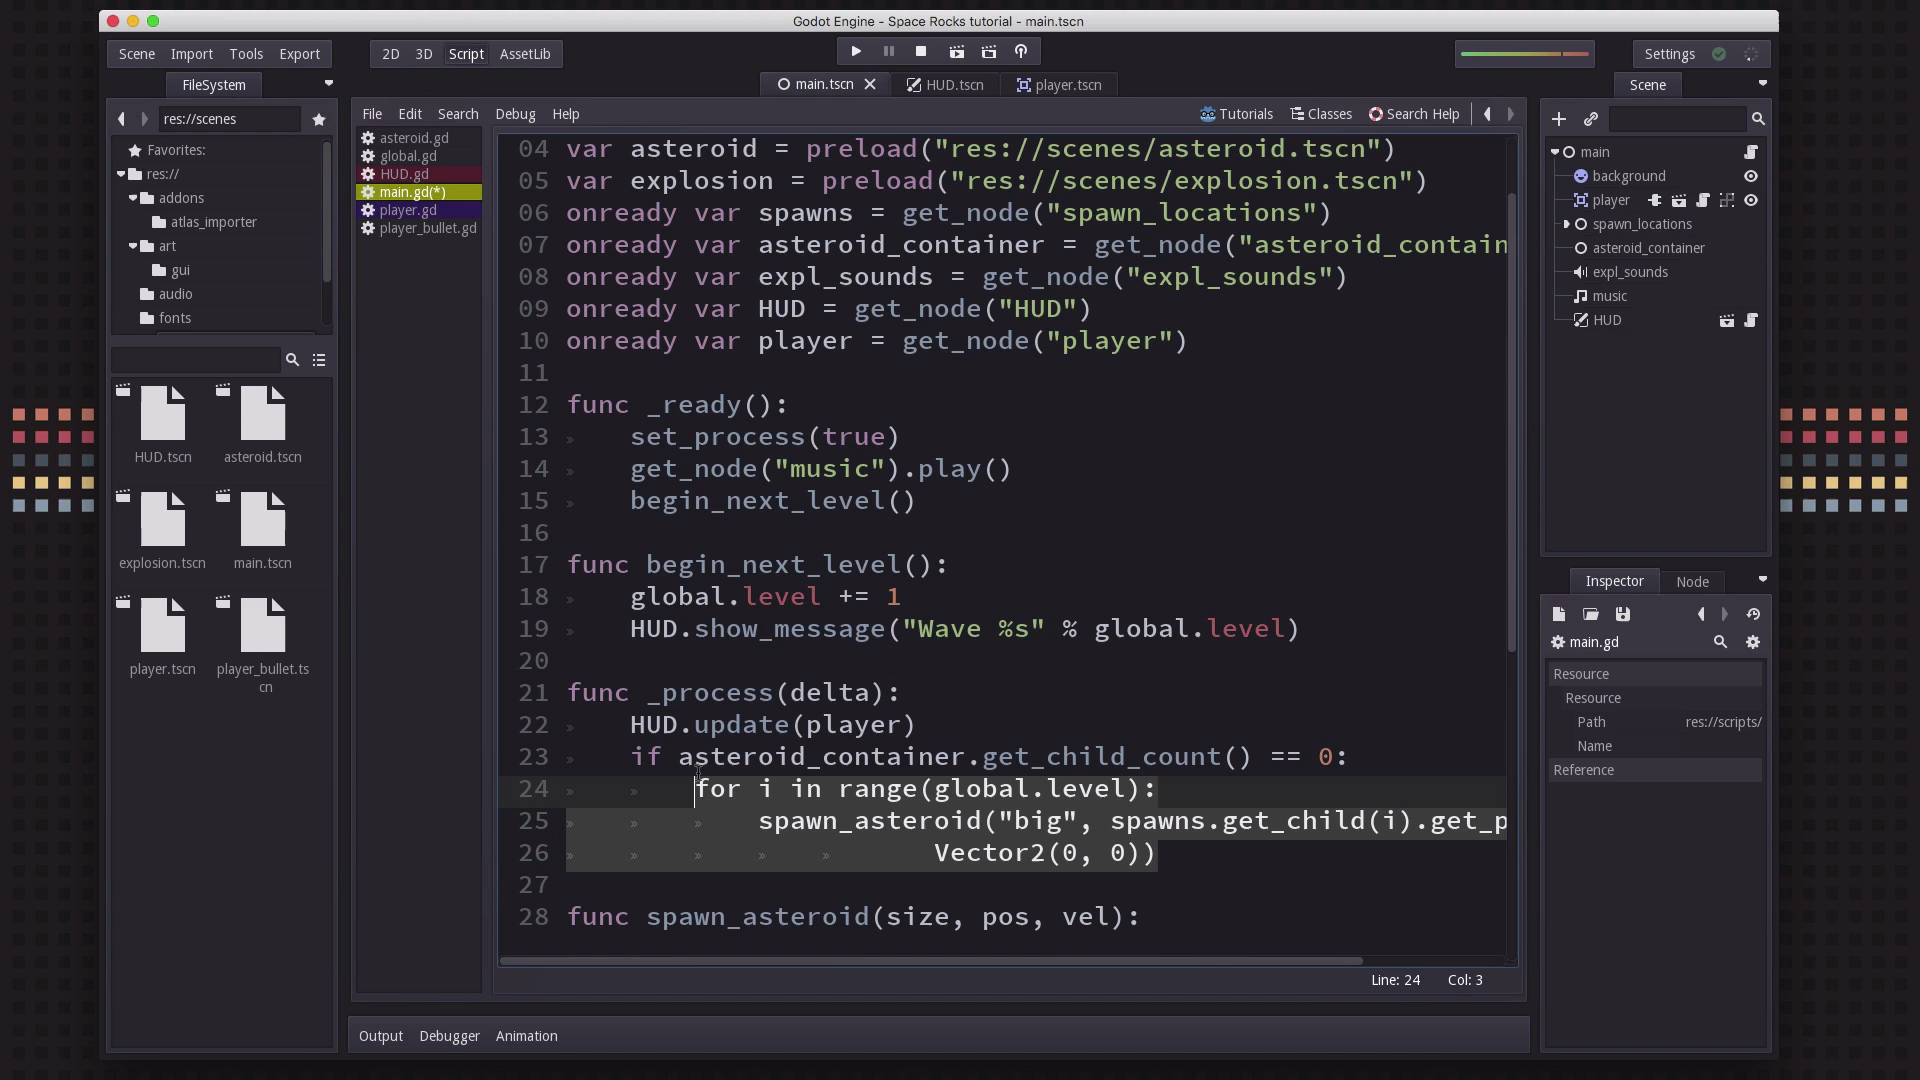 Godot Engine - Space Rocks tutorial - main.tscn
Scene Import Tools Export
2D 3D Script AssetLib
Settings
FileSystem
main.tscn
HUD.tscn
player.tscn
Scene
res://scenes
File Edit Search Debug Help
Tutorials Classes Search Help
Favorites:
res://
addons
atlas_importer
art
gui
audio
fonts
HUD.tscn
asteroid.tscn
explosion.tscn
main.tscn
player.tscn
player_bullet.ts
cn
asteroid.gd
global.gd
HUD.gd
main.gd(*)
player.gd
player_bullet.gd
04 var asteroid = preload("res://scenes/asteroid.tscn")
05 var explosion = preload("res://scenes/explosion.tscn")
06 onready var spawns = get_node("spawn_locations")
07 onready var asteroid_container = get_node("asteroid_contain
08 onready var expl_sounds = get_node("expl_sounds")
09 onready var HUD = get_node("HUD")
10 onready var player = get_node("player")
11
12 func _ready():
13 » set_process(true)
14 » get_node("music").play()
15 » begin_next_level()
16
17 func begin_next_level():
18 » global.level += 1
19 » HUD.show_message("Wave %s" % global.level)
20
21 func _process(delta):
22 » HUD.update(player)
23 » if asteroid_container.get_child_count() == 0:
24 » » for i in range(global.level):
25 » » » spawn_asteroid("big", spawns.get_child(i).get_p
26 » » » » » Vector2(0, 0))
27
28 func spawn_asteroid(size, pos, vel):
Line: 24 Col: 3
Output Debugger Animation
main
background
player
spawn_locations
asteroid_container
expl_sounds
music
HUD
Inspector Node
main.gd
Resource
Resource
Path res://scripts/
Name
Reference